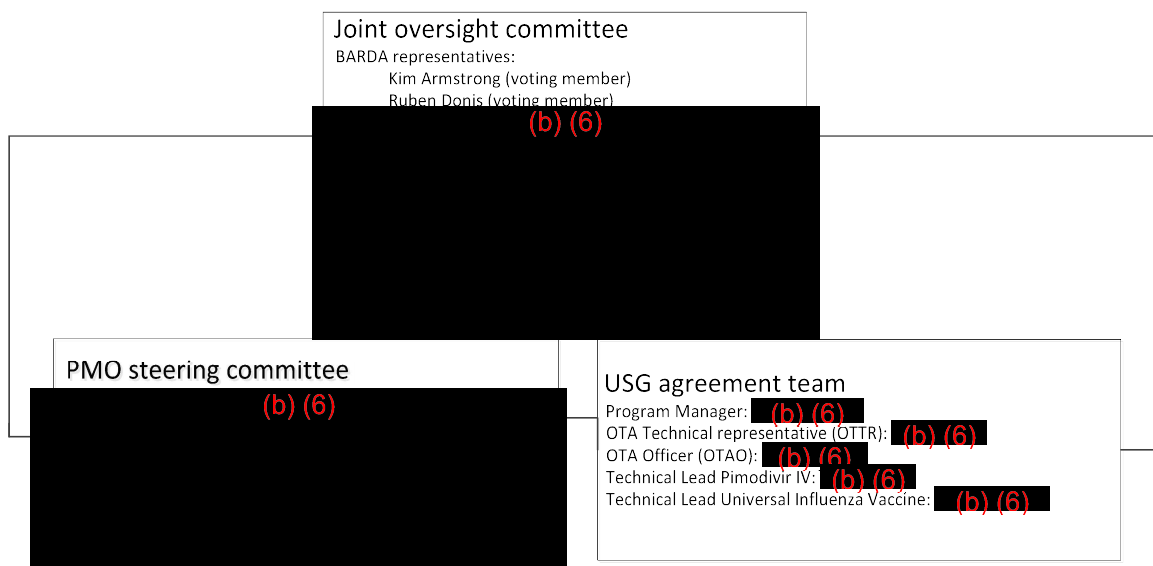 Joint oversight committee
BARDA representatives:
Kim Armstrong (voting member)
Ruben Donis (voting member)
(b) (6)
PMO steering committee
(b) (6)
USG agreement team
Program Manager: (b) (6)
OTA Technical representative (OTTR): (b) (6)
OTA Officer (OTAO): (b) (6)
Technical Lead Pimodivir IV: (b) (6)
Technical Lead Universal Influenza Vaccine: (b) (6)